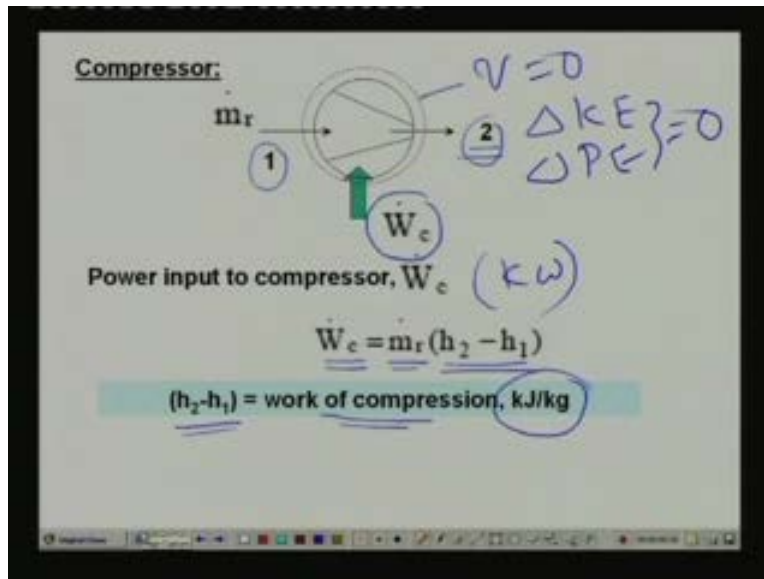 Compressor:
ṁr
1
2
V = 0
ΔKE
ΔPE } = 0
Ẇc
Power input to compressor, Ẇc (kW)
Ẇc = ṁr (h2 – h1)
(h2-h1) = work of compression, kJ/kg